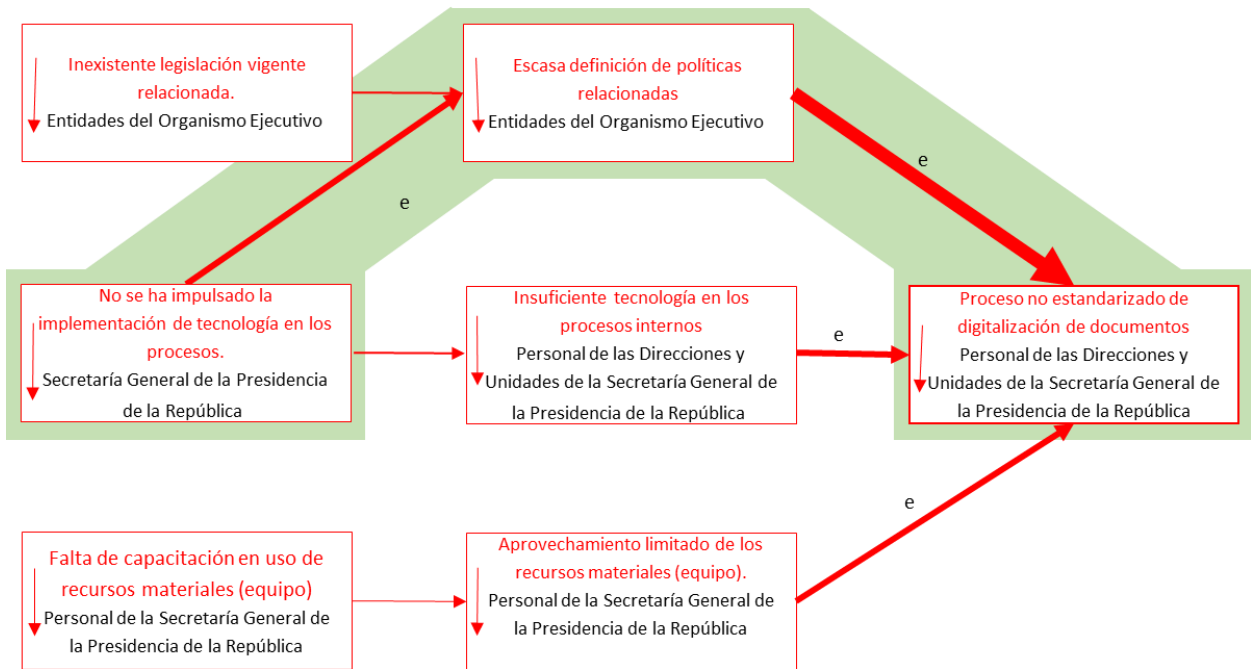 Inexistente legislación vigente
relacionada.
Entidades del Organismo Ejecutivo
Escasa definición de políticas
relacionadas
Entidades del Organismo Ejecutivo
e
e
No se ha impulsado la
implementación de tecnología en los
procesos.
Secretaría General de la Presidencia
de la República
Insuficiente tecnología en los
procesos internos
Personal de las Direcciones y
Unidades de la Secretaría General de
la Presidencia de la República
e
Proceso no estandarizado de
digitalización de documentos
Personal de las Direcciones y
Unidades de la Secretaría General de
la Presidencia de la República
Falta de capacitación en uso de
recursos materiales (equipo)
Personal de la Secretaría General de
la Presidencia de la República
Aprovechamiento limitado de los
recursos materiales (equipo).
Personal de la Secretaría General de
la Presidencia de la República
e